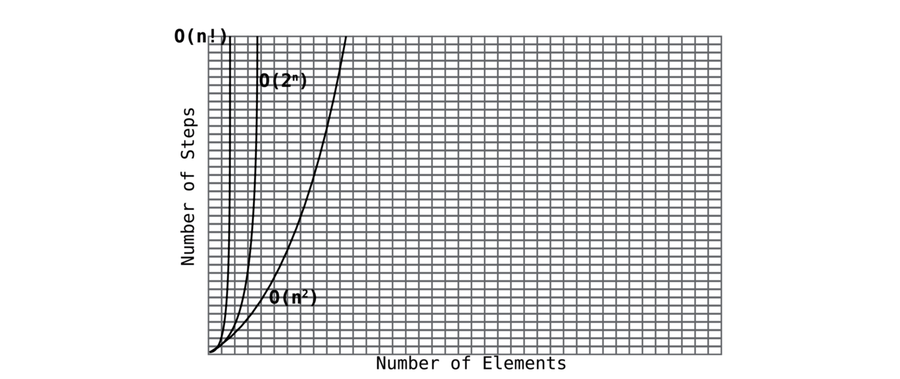 O(n!)
O(2ⁿ)
Number of Steps
O(n²)
Number of Elements